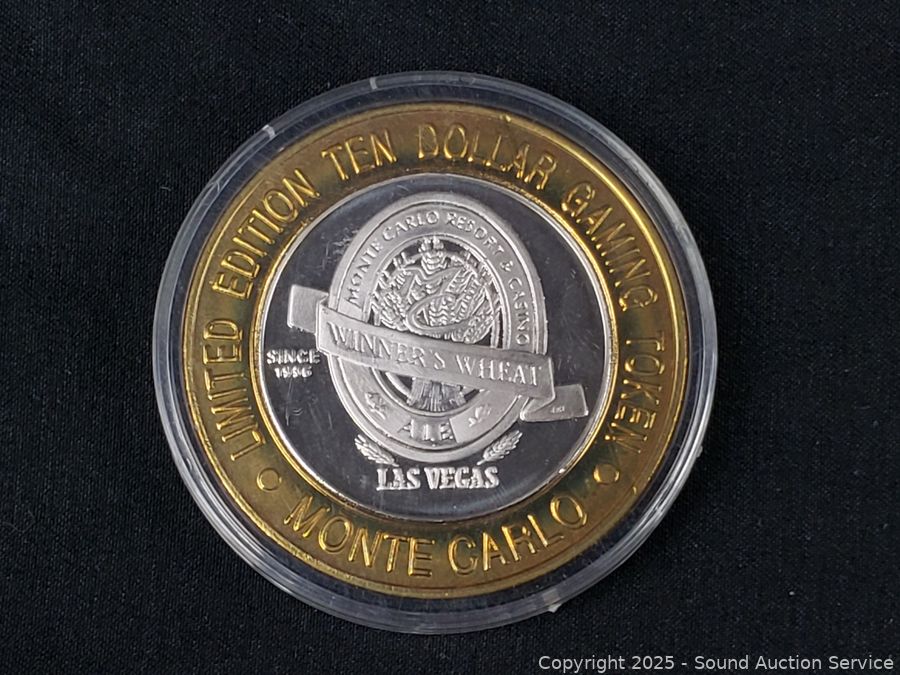 LIMITED EDITION TEN DOLLAR GAMING TOKEN
MONTE CARLO RESORT & CASINO
WINNER'S WHEAT
SINCE
1996
ALE
LAS VEGAS
• MONTE CARLO •
Copyright © 2025 - Sound Auction Service